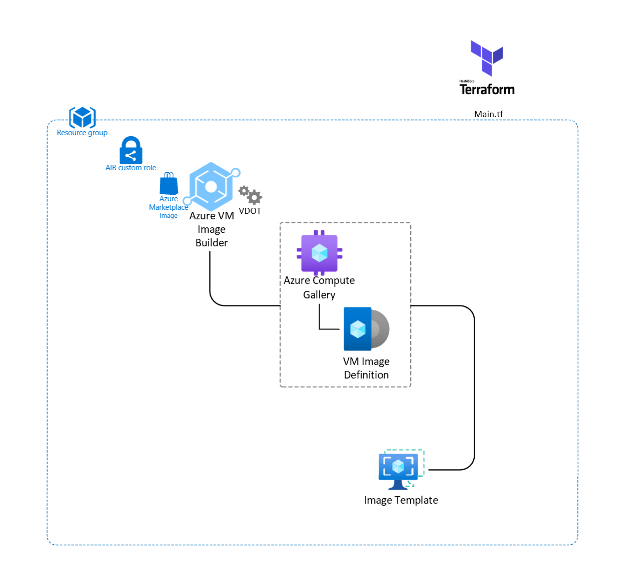 HashiCorp
Terraform
Main.tf
Resource group
AIB custom role
Azure
Marketplace
Image
Azure VM
Image
Builder
VDOT
Azure Compute
Gallery
VM Image
Definition
Image Template